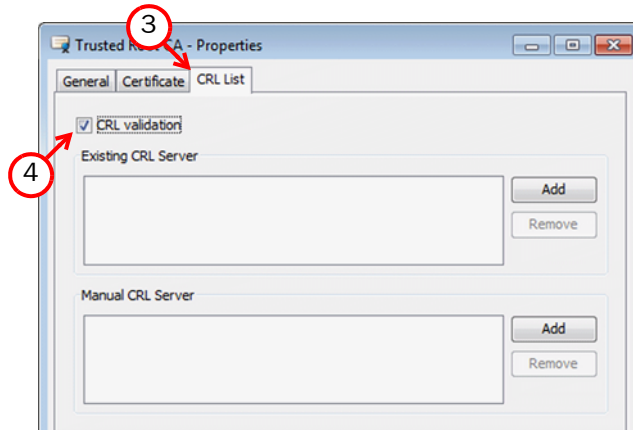 3
Trusted Root CA - Properties
General Certificate CRL List
CRL validation
4
Existing CRL Server
Add
Remove
Manual CRL Server
Add
Remove